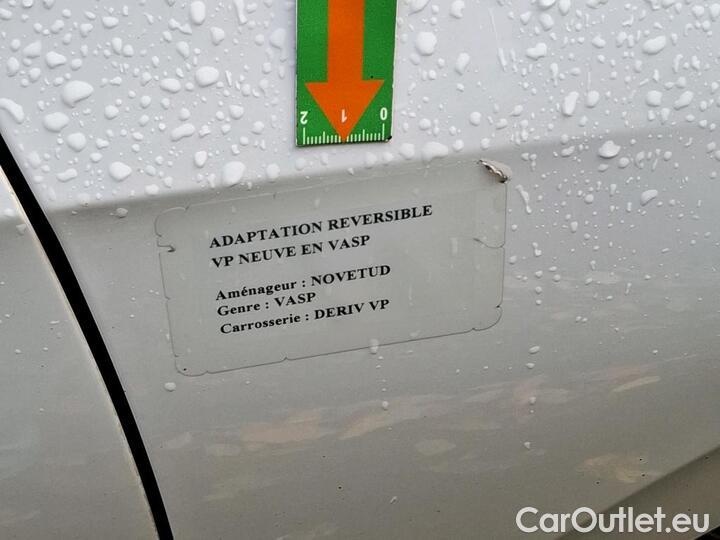 2 1 0
ADAPTATION REVERSIBLE
VP NEUVE EN VASP
Aménageur : NOVETUD
Genre : VASP
Carrosserie : DERIV VP
CarOutlet.eu